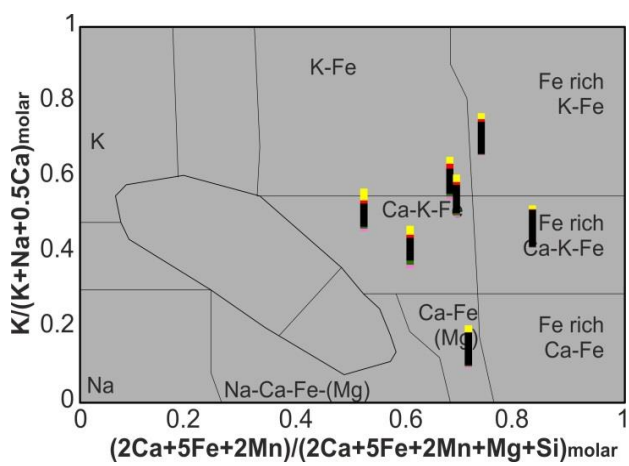 K/(K+Na+0.5Ca)molar
1
0.8
0.6
0.4
0.2
0
K-Fe
Fe rich
K-Fe
K
Ca-K-Fe
Fe rich
Ca-K-Fe
Ca-Fe
(Mg)
Fe rich
Ca-Fe
Na
Na-Ca-Fe-(Mg)
0
0.2
0.4
0.6
0.8
1
(2Ca+5Fe+2Mn)/(2Ca+5Fe+2Mn+Mg+Si)molar